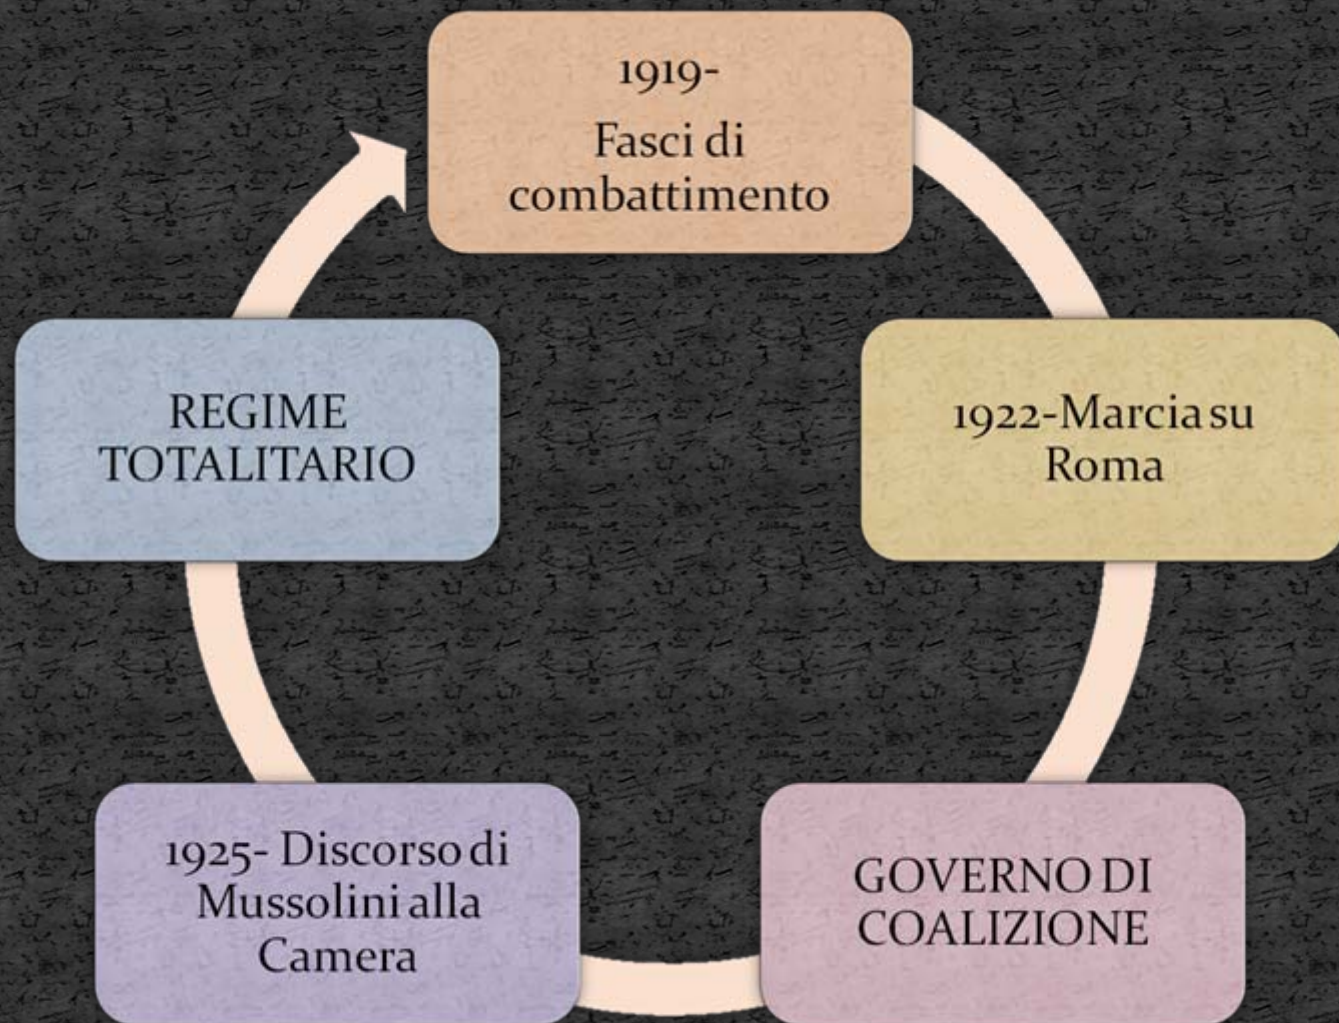 1919-
Fasci di
combattimento
1922-Marcia su
Roma
GOVERNO DI
COALIZIONE
1925- Discorso di
Mussolini alla
Camera
REGIME
TOTALITARIO